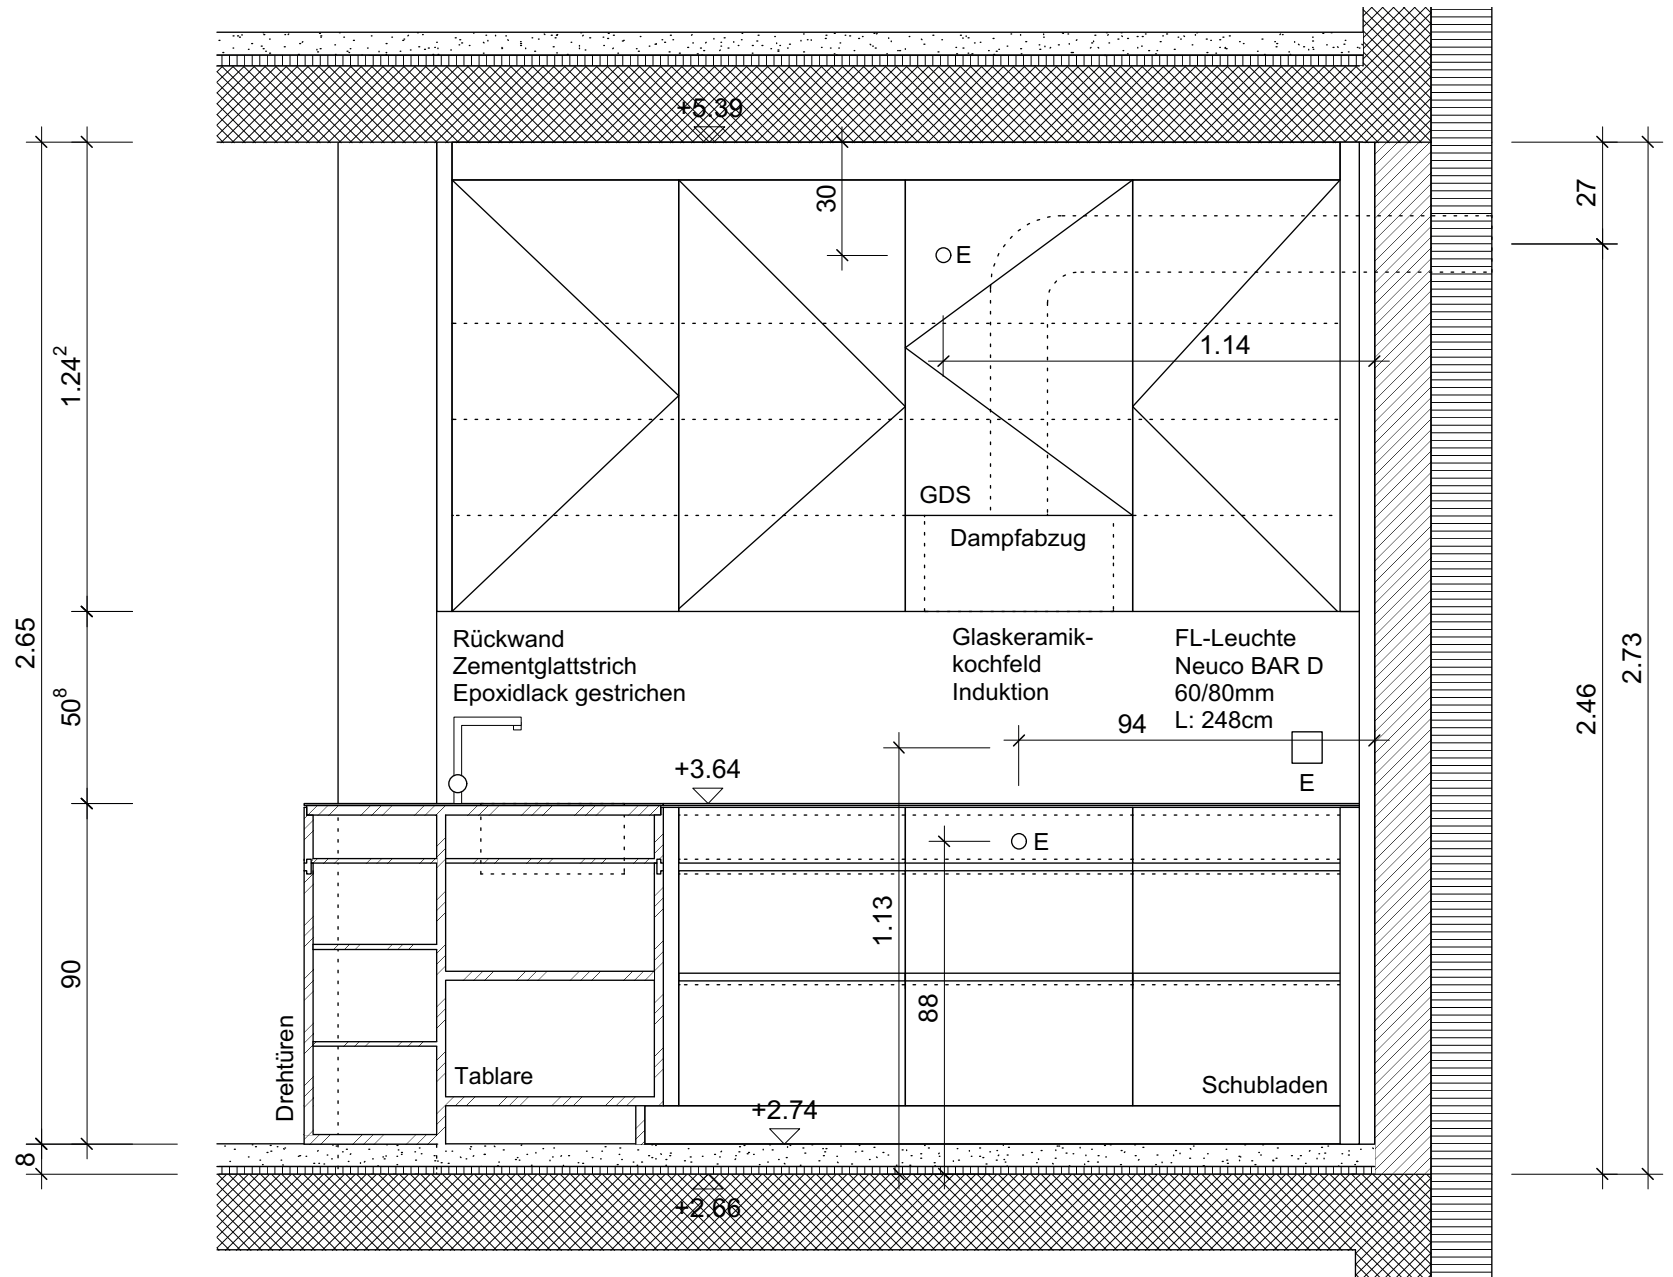 +5.39
30
27
E
1.14
1.24²
GDS
Dampfabzug
2.65
50⁸
Rückwand
Zementglattstrich
Epoxidlack gestrichen
Glaskeramik-
kochfeld
Induktion
FL-Leuchte
Neuco BAR D
60/80mm
L: 248cm
2.73
2.46
94
E
+3.64
E
1.13
88
90
Drehtüren
Tablare
Schubladen
+2.74
8
+2.66